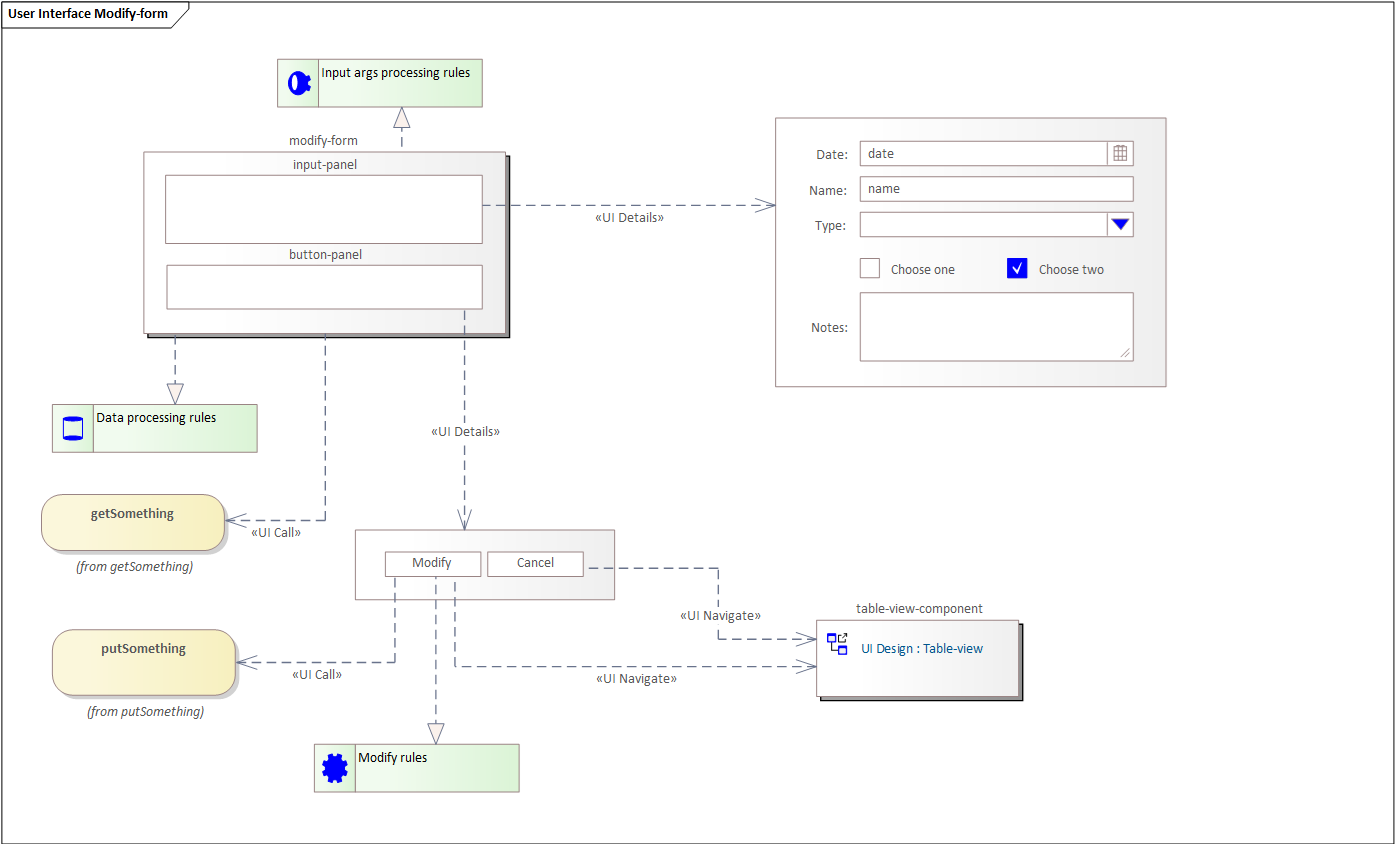 User Interface Modify-form
Input args processing rules
modify-form
input-panel
button-panel
«UI Details»
Date:
date
Name:
name
Type:
Choose one
Choose two
Notes:
Data processing rules
«UI Details»
getSomething
(from getSomething)
«UI Call»
Modify
Cancel
«UI Navigate»
table-view-component
UI Design : Table-view
putSomething
(from putSomething)
«UI Call»
«UI Navigate»
Modify rules